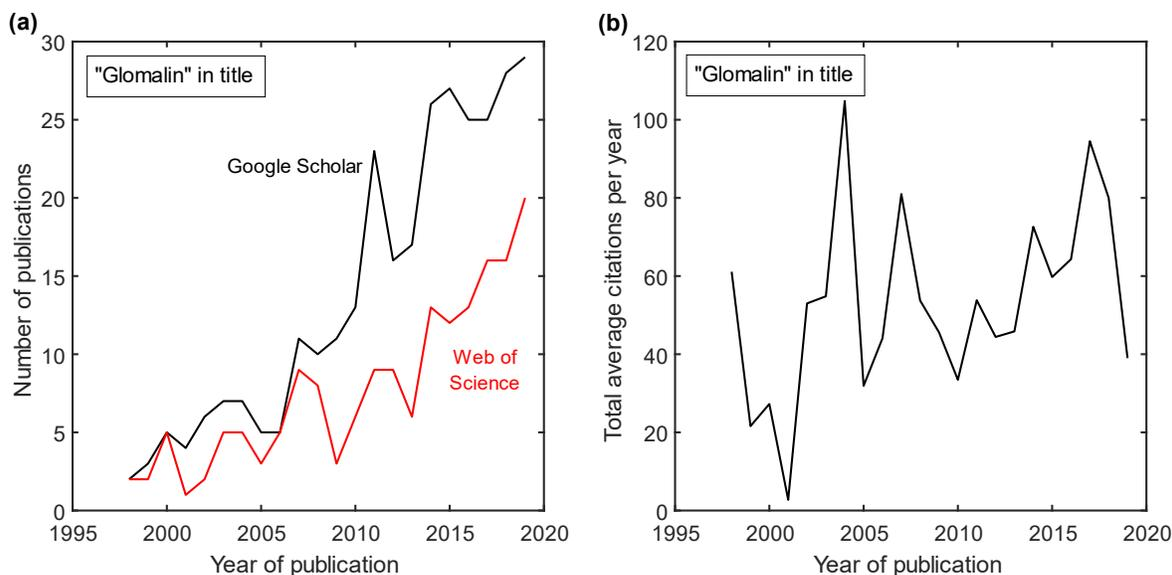 (a)
30
25
20
15
10
5
0
Number of publications
"Glomalin" in title
Google Scholar
Web of
Science
1995 2000 2005 2010 2015 2020
Year of publication
(b)
120
100
80
60
40
20
0
Total average citations per year
"Glomalin" in title
1995 2000 2005 2010 2015 2020
Year of publication